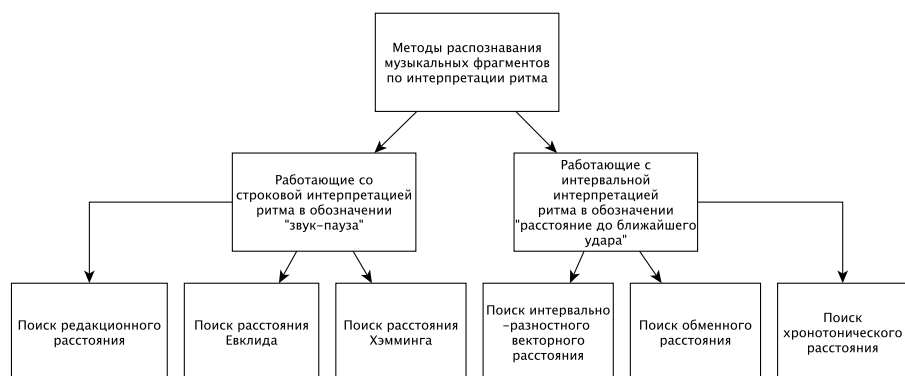 Методы распознавания
музыкальных фрагментов
по интерпретации ритма
Работающие со
строковой интерпретацией
ритма в обозначении
"звук-пауза"
Работающие с
интервальной
интерпретацией
ритма в обозначении
"расстояние до ближайшего
удара"
Поиск редакционного
расстояния
Поиск расстояния
Евклида
Поиск расстояния
Хэмминга
Поиск интервально
-разностного
векторного
расстояния
Поиск обменного
расстояния
Поиск
хронотонического
расстояния